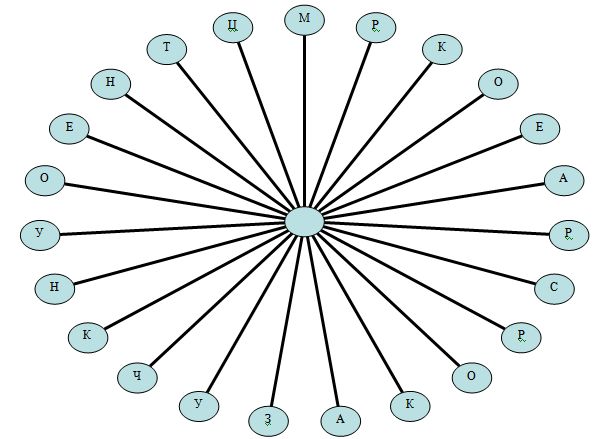 М
Р
К
О
Е
А
Р
С
Р
О
К
А
З
У
Ч
К
Н
У
О
Е
Н
Т
Ц